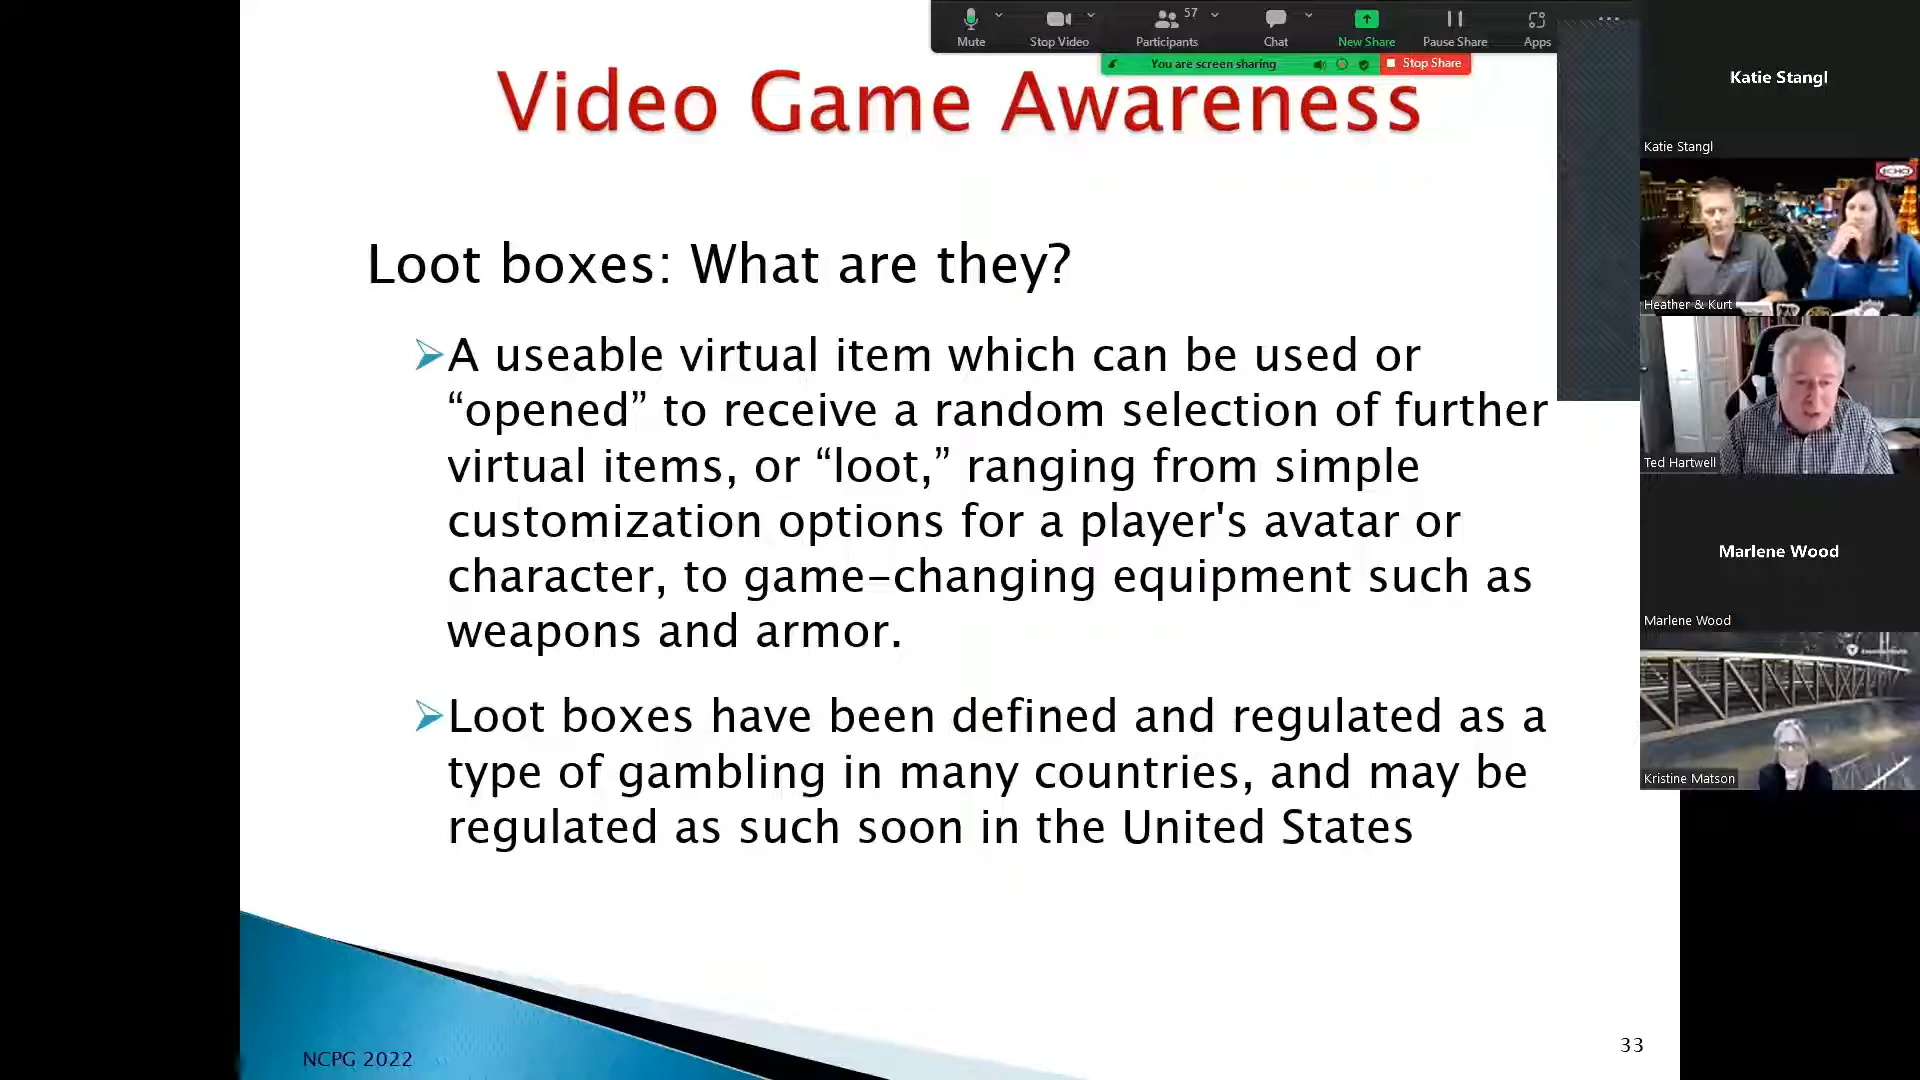 Mute
Stop Video
57
Participants
Chat
New Share
Pause Share
Apps
You are screen sharing
Stop Share
Video Game Awareness
Loot boxes: What are they?
A useable virtual item which can be used or
“opened” to receive a random selection of further
virtual items, or “loot,” ranging from simple
customization options for a player's avatar or
character, to game-changing equipment such as
weapons and armor.
Loot boxes have been defined and regulated as a
type of gambling in many countries, and may be
regulated as such soon in the United States
NCPG 2022
33
Katie Stangl
Katie Stangl
ECHO
Heather & Kurt
Ted Hartwell
Marlene Wood
Marlene Wood
Kristine Matson